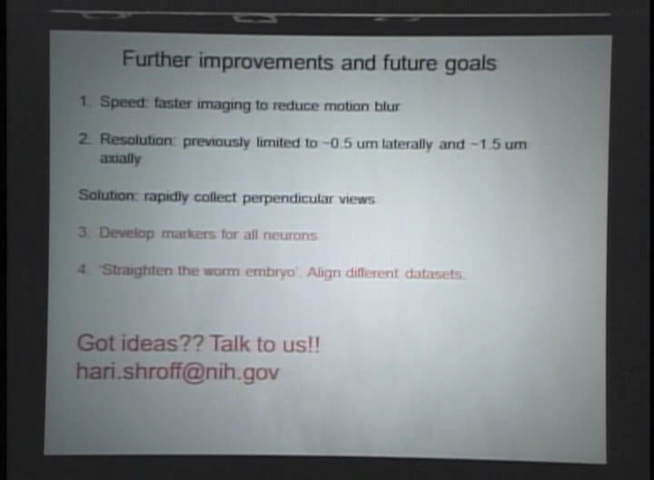 Further improvements and future goals
1. Speed: faster imaging to reduce motion blur
2. Resolution: previously limited to ~0.5 um laterally and ~1.5 um
axially
Solution: rapidly collect perpendicular views
3. Develop markers for all neurons
4. 'Straighten the worm embryo'. Align different datasets.
Got ideas?? Talk to us!!
hari.shroff@nih.gov